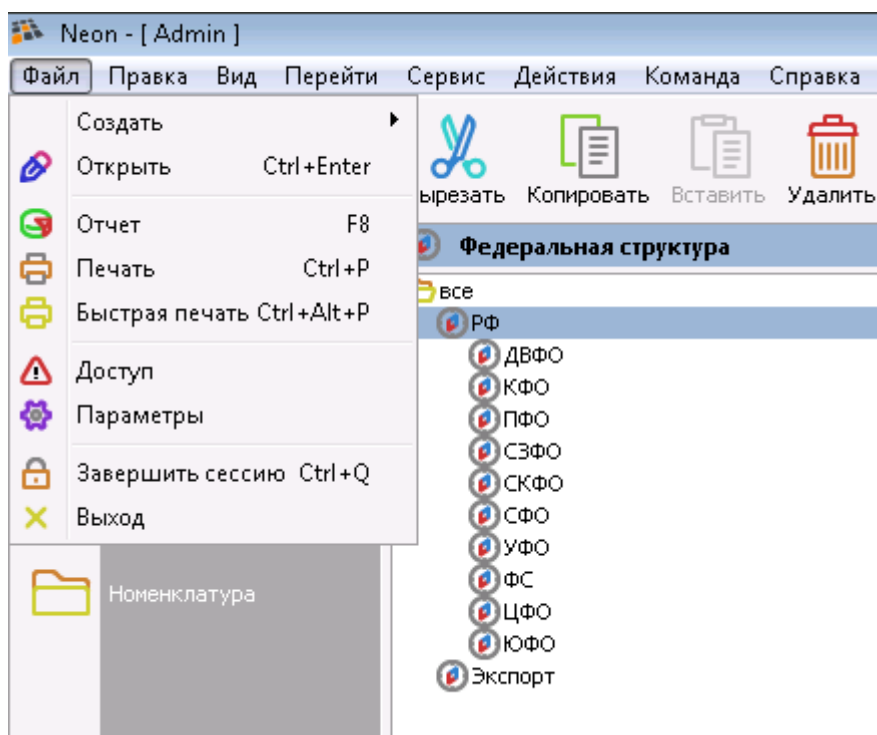 Neon - [ Admin ]
Файл Правка Вид Перейти Сервис Действия Команда Справка
Создать
Открыть Ctrl+Enter
Отчет F8
Печать Ctrl+P
Быстрая печать Ctrl+Alt+P
Доступ
Параметры
Завершить сессию Ctrl+Q
Выход
ырезать Копировать Вставить Удалить
Федеральная структура
все
РФ
ДВФО
КФО
ПФО
СЗФО
СКФО
СФО
УФО
ФС
ЦФО
ЮФО
Экспорт
Номенклатура